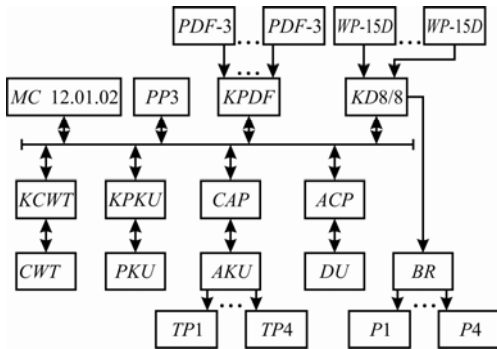 PDF-3 ... PDF-3 WP-15D ... WP-15D
...
MC 12.01.02 PP3 KPDF KD8/8
KCWT KPKU CAP ACP
CWT PKU AKU DU BR
... ...
TP1 TP4 P1 P4